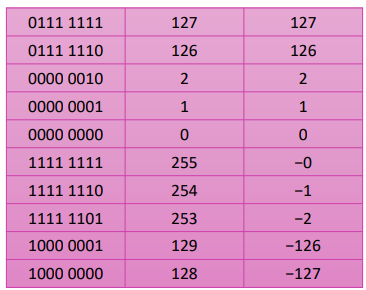 0111 1111 127 127
0111 1110 126 126
0000 0010 2 2
0000 0001 1 1
0000 0000 0 0
1111 1111 255 −0
1111 1110 254 −1
1111 1101 253 −2
1000 0001 129 −126
1000 0000 128 −127